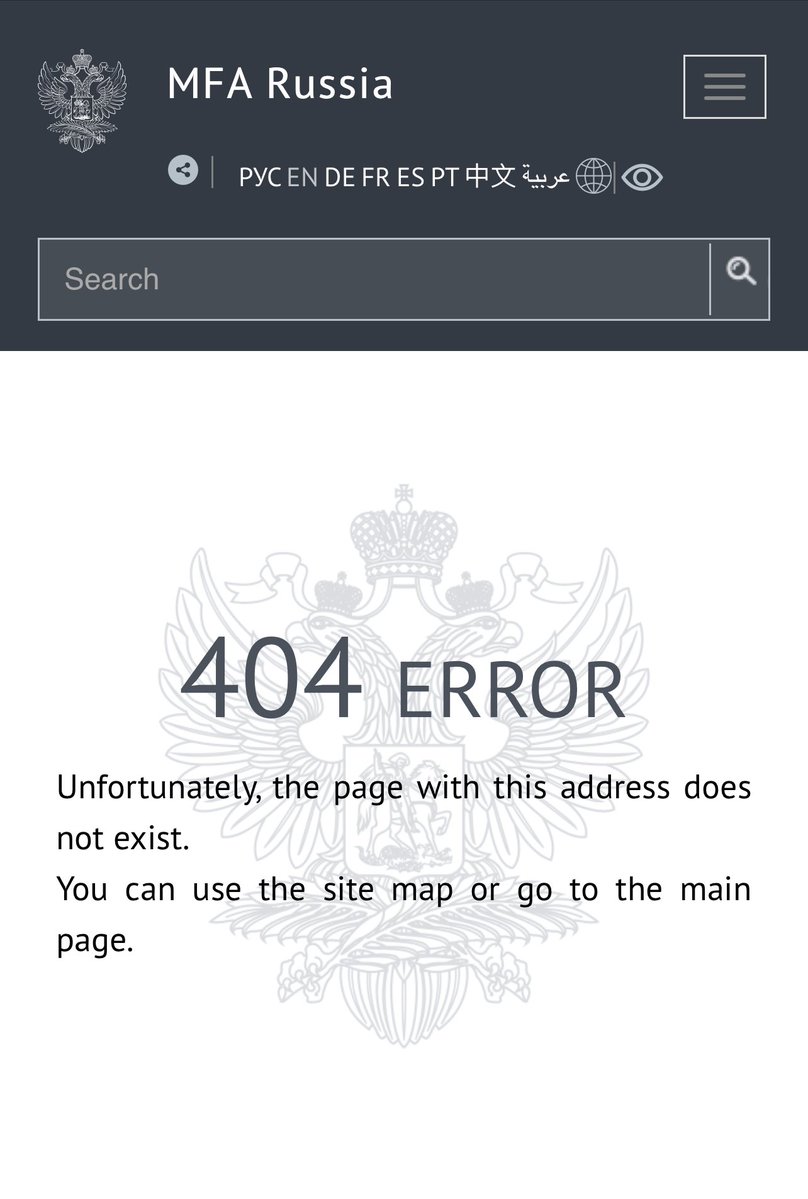 MFA Russia
РУС EN DE FR ES PT 中文 عربية
Search
404 ERROR
Unfortunately, the page with this address does
not exist.
You can use the site map or go to the main
page.